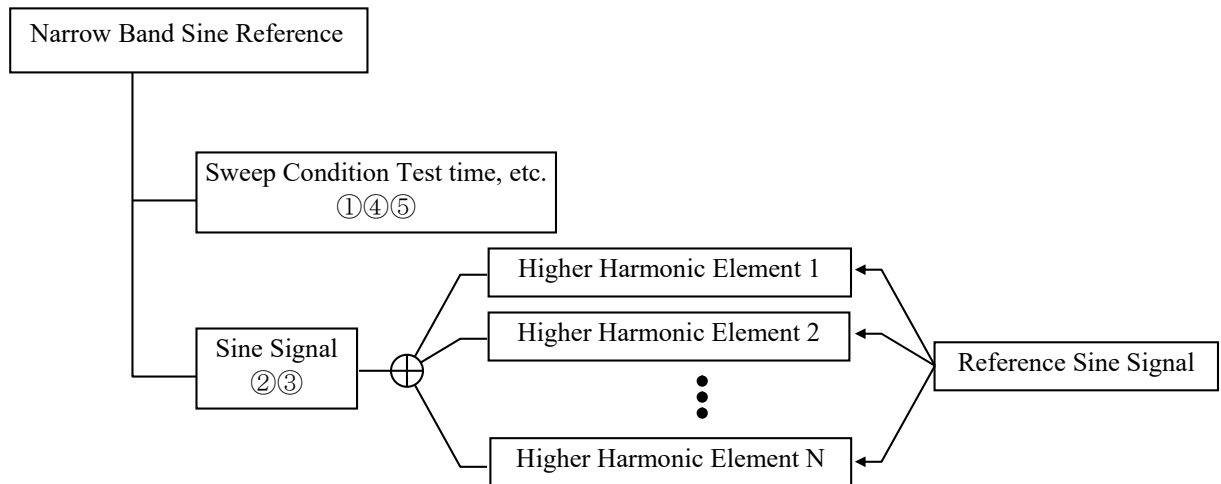 Narrow Band Sine Reference
Sweep Condition Test time, etc.
①④⑤
Higher Harmonic Element 1
Higher Harmonic Element 2
Sine Signal
②③
Reference Sine Signal
Higher Harmonic Element N